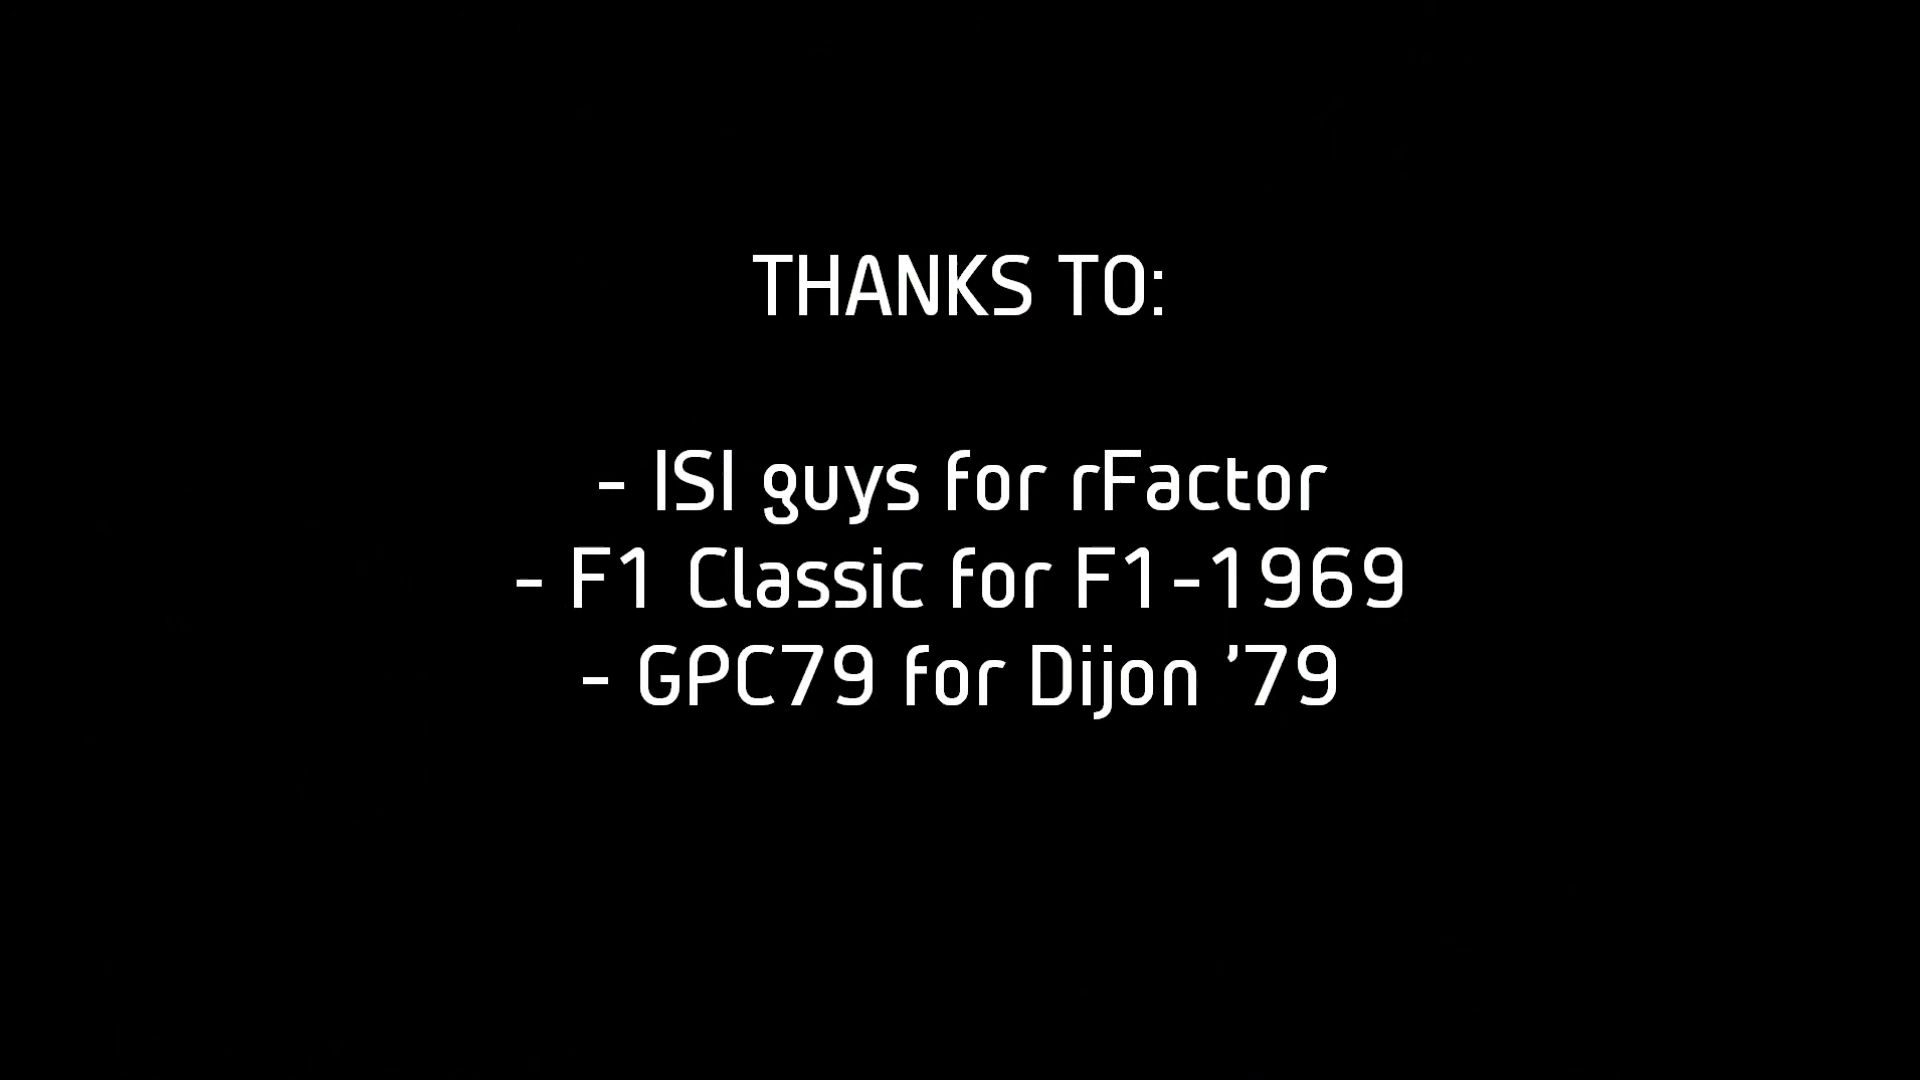 THANKS TO:
- ISI guys for rFactor
- F1 Classic for F1-1969
- GPC79 for Dijon ’79